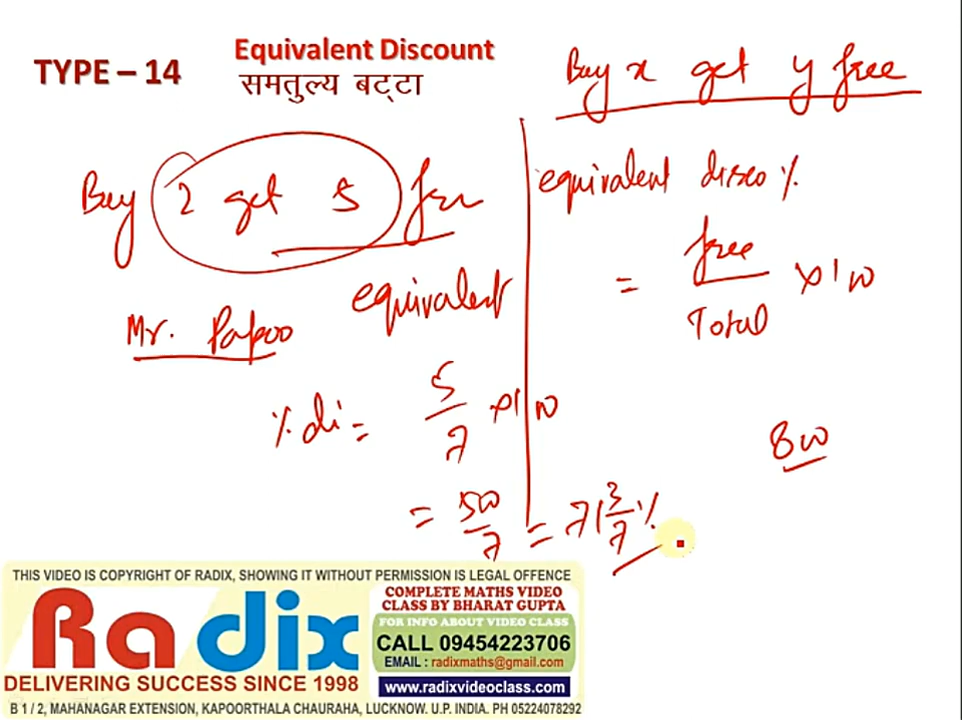 TYPE – 14
Equivalent Discount
समतुल्य बट्टा
Buy x get y free
Buy 2 get 5 free
equivalent
Mr. Papoo
% di = 5/7 × 100
= 500/7 = 71 3/7 %
equivalent disco %
= free/Total × 100
800
THIS VIDEO IS COPYRIGHT OF RADIX, SHOWING IT WITHOUT PERMISSION IS LEGAL OFFENCE
Radix
DELIVERING SUCCESS SINCE 1998
COMPLETE MATHS VIDEO
CLASS BY BHARAT GUPTA
FOR INFO ABOUT VIDEO CLASS
CALL 09454223706
EMAIL : radixmaths@gmail.com
www.radixvideoclass.com
B 1 / 2, MAHANAGAR EXTENSION, KAPOORTHALA CHAURAHA, LUCKNOW. U.P. INDIA. PH 05224078292